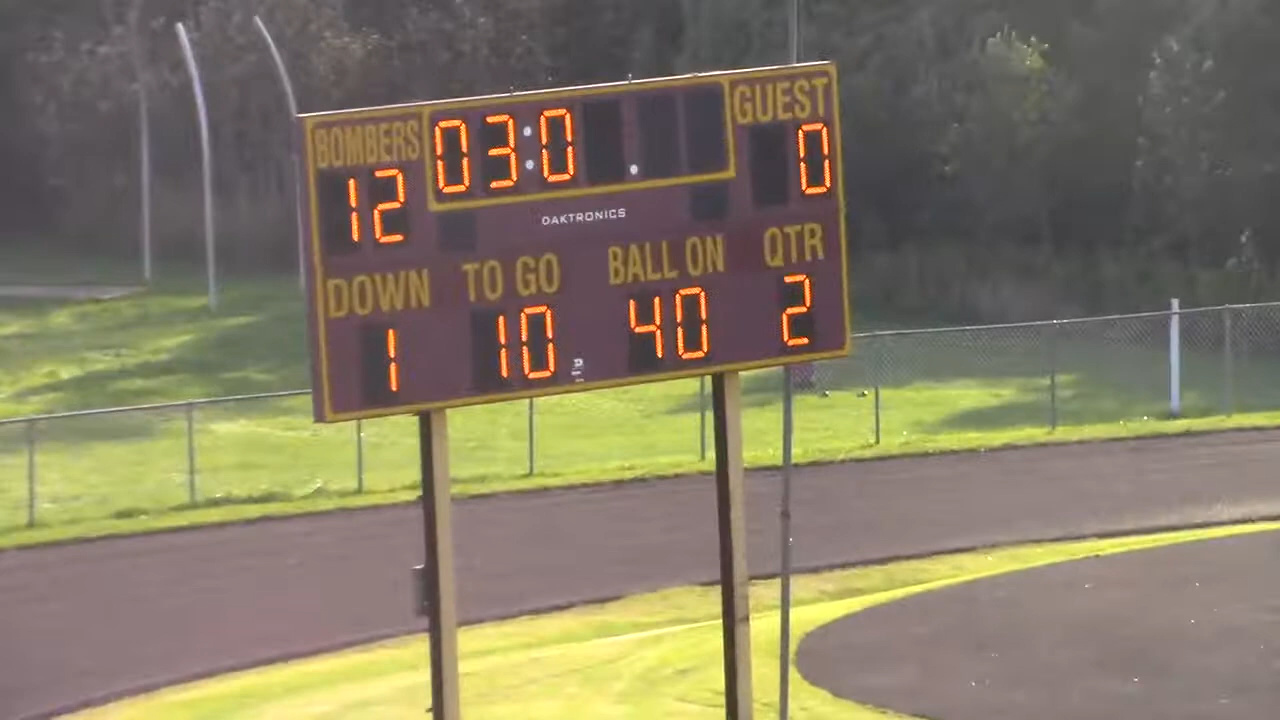 BOMBERS 03:0 . GUEST
12 0
DAKTRONICS
DOWN TO GO BALL ON QTR
1 10 40 2